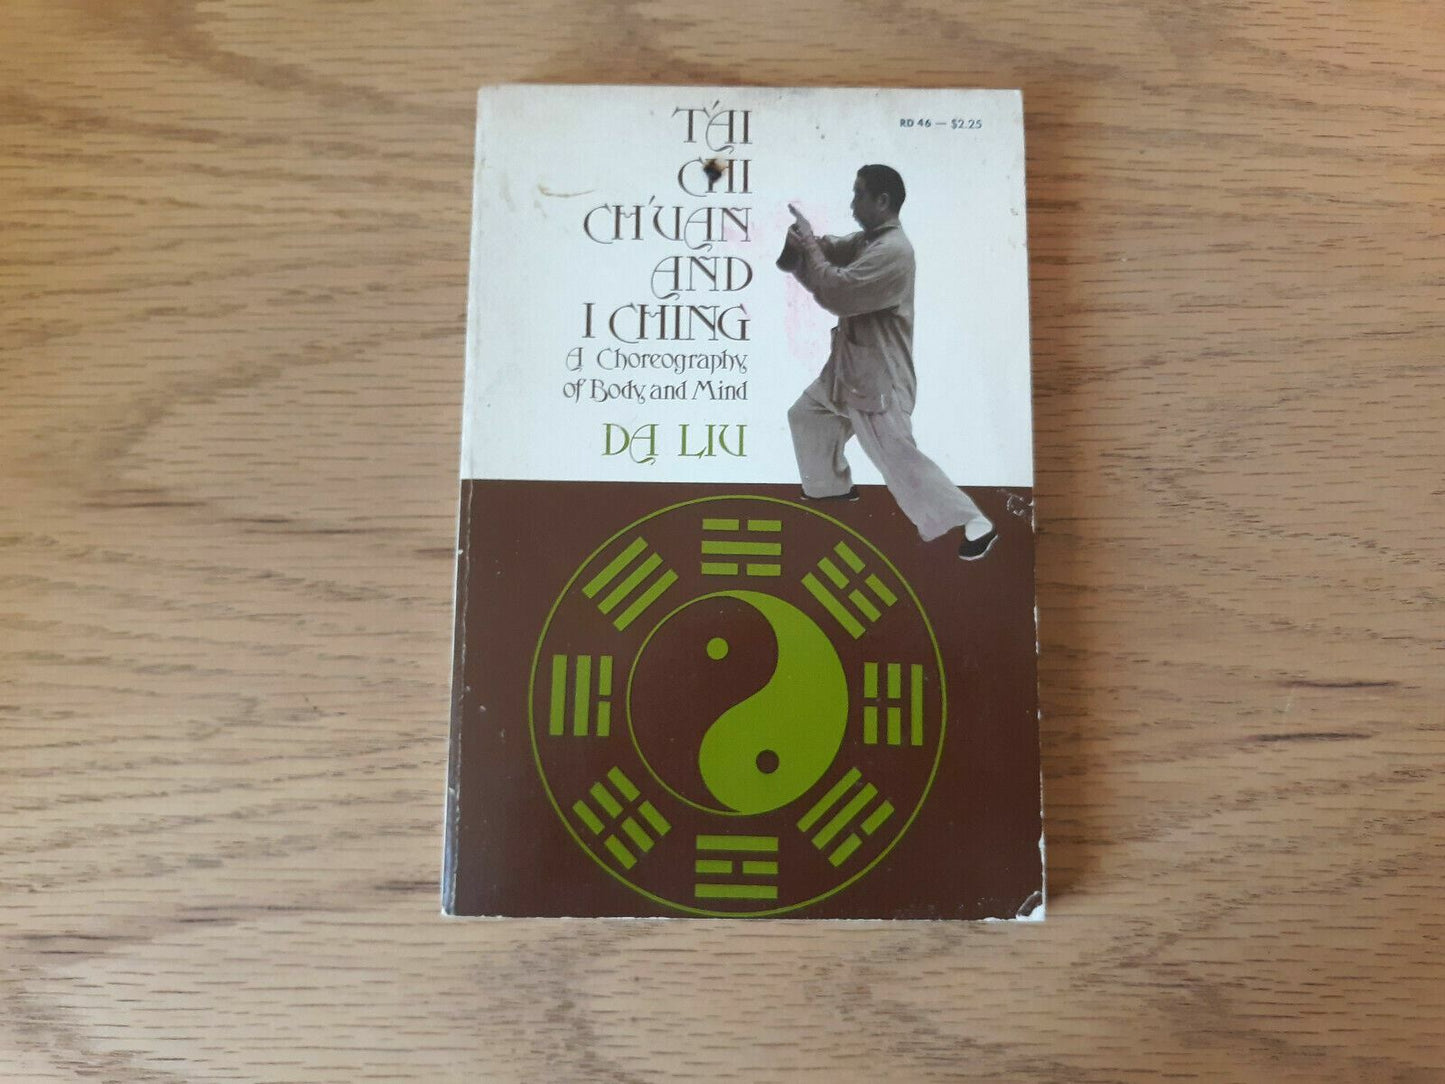 T'AI
CHI
CH'UAN
AND
I CHING
A Choreography
of Body and Mind
DA LIU
RD 46 — $2.25